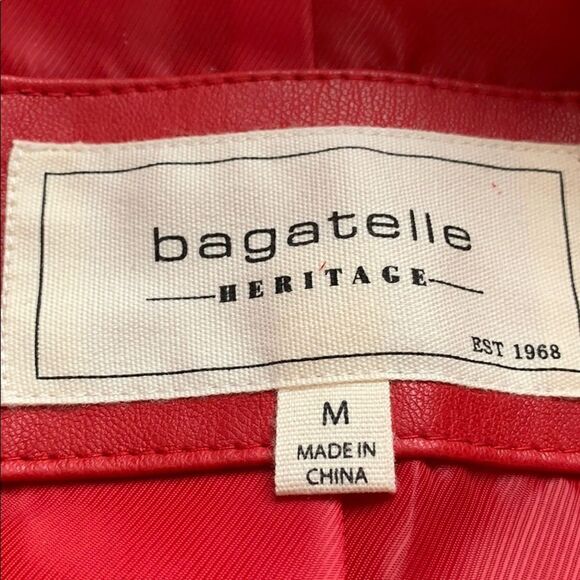 bagatelle
HERITAGE
EST 1968
M
MADE IN
CHINA